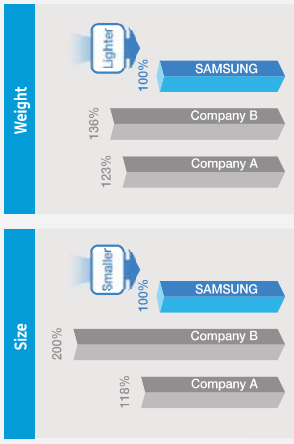 Weight
Lighter
100%
SAMSUNG
136%
Company B
123%
Company A
Size
Smaller
100%
SAMSUNG
200%
Company B
118%
Company A